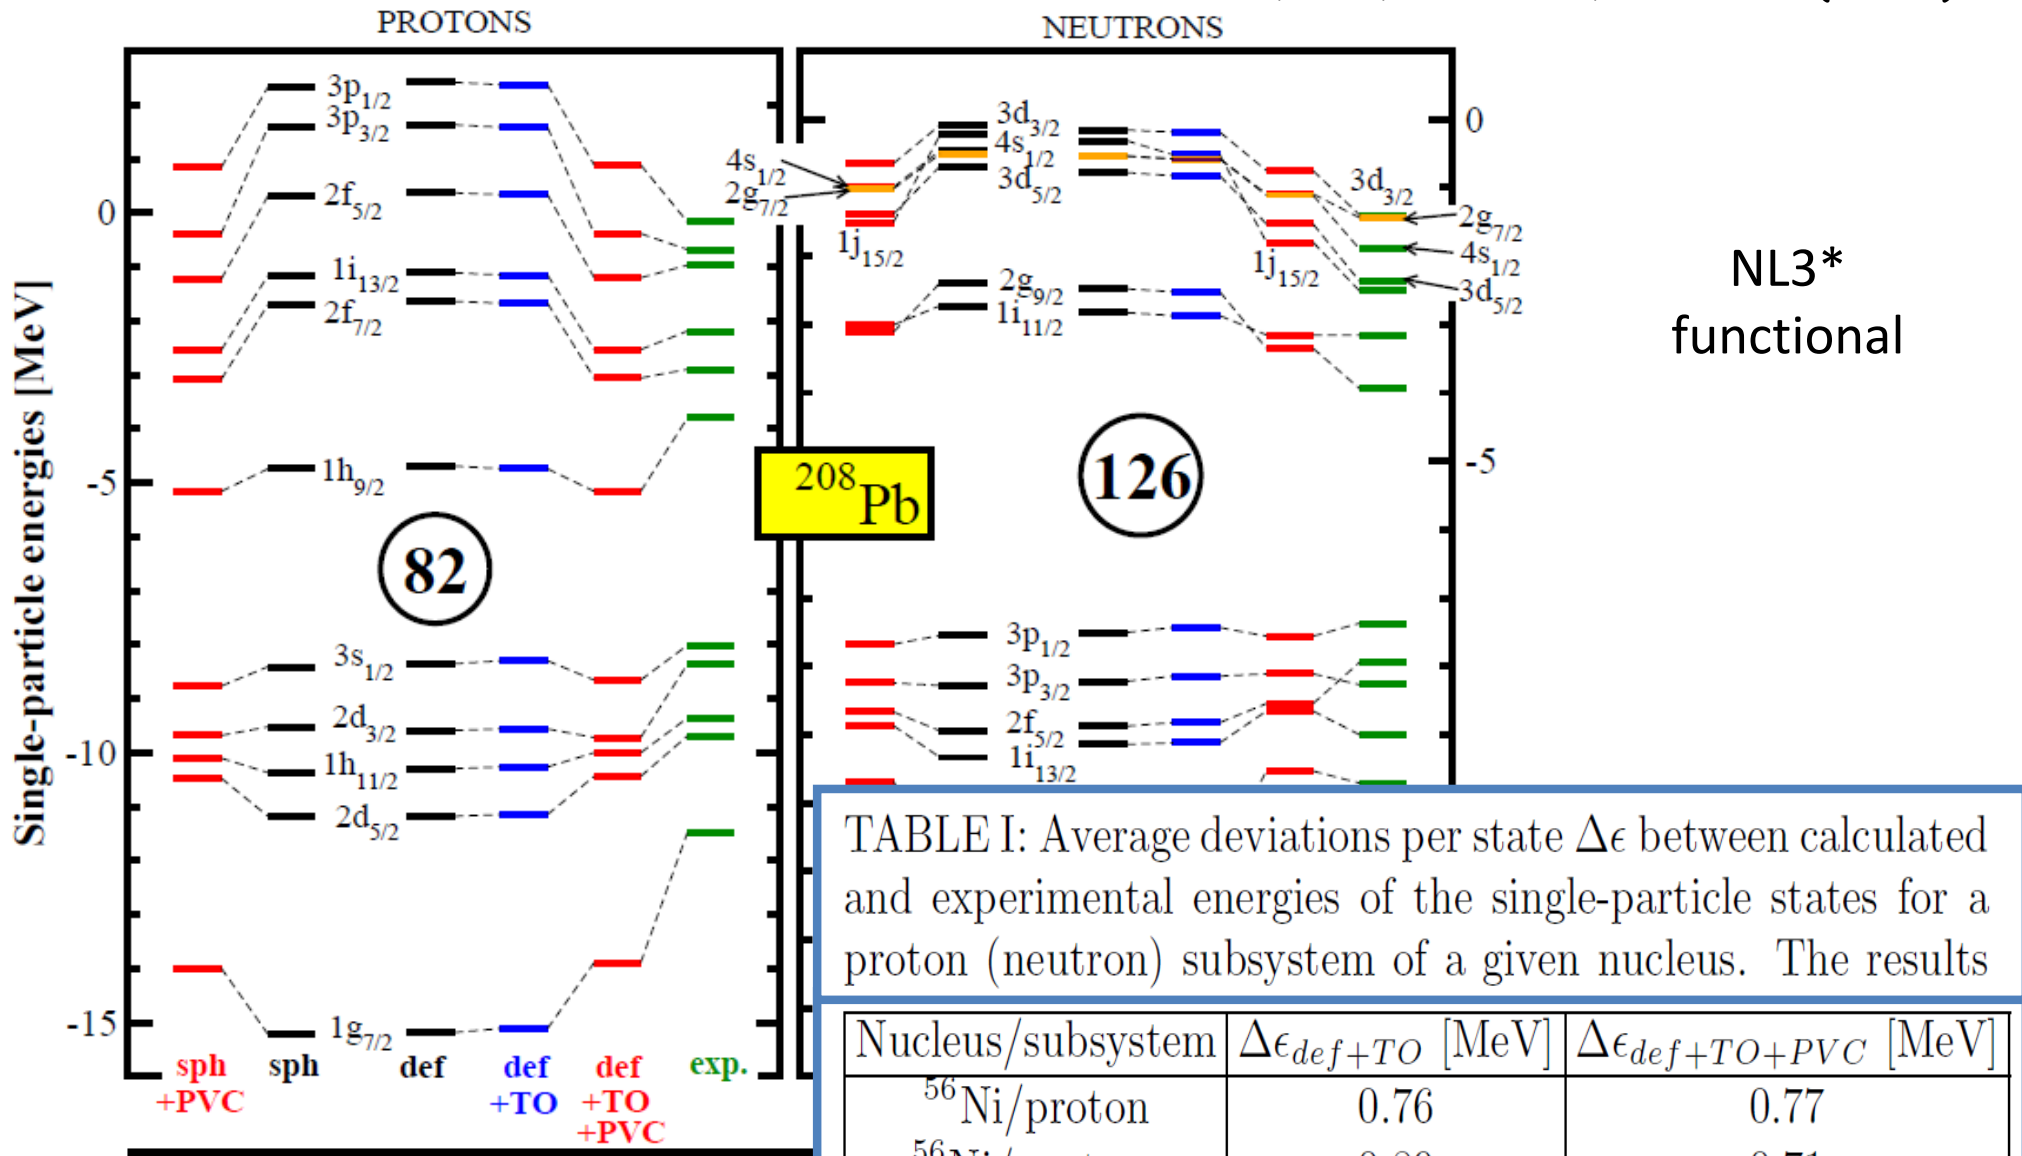 PROTONS
NEUTRONS
Single-particle energies [MeV]
0
-5
-10
-15
3p1/2
3p3/2
2f5/2
1i13/2
2f7/2
1h9/2
82
3s1/2
2d3/2
1h11/2
2d5/2
1g7/2
sph
+PVC
sph
def
def
+TO
def
+TO
+PVC
exp.
208Pb
4s1/2
2g7/2
1j15/2
3d3/2
4s1/2
3d5/2
2g9/2
1i11/2
1j15/2
3d3/2
2g7/2
4s1/2
3d5/2
0
-5
126
3p1/2
3p3/2
2f5/2
1i13/2
NL3*
functional
TABLE I: Average deviations per state Δϵ between calculated
and experimental energies of the single-particle states for a
proton (neutron) subsystem of a given nucleus. The results
Nucleus/subsystem Δϵdef+TO [MeV] Δϵdef+TO+PVC [MeV]
56Ni/proton 0.76 0.77